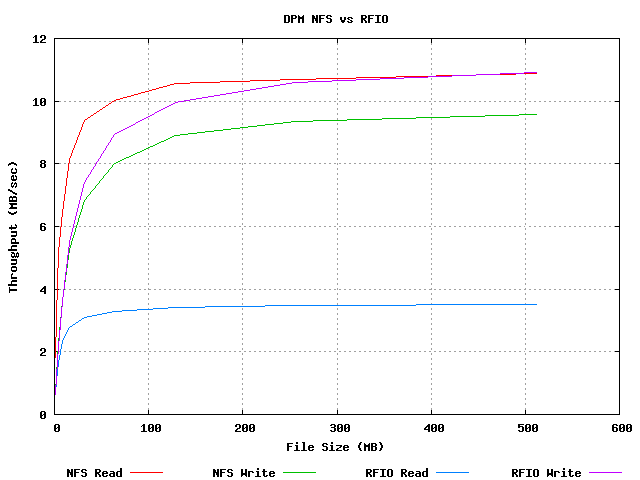 DPM NFS vs RFIO
12
10
8
6
4
2
0
Throughput (MB/sec)
0 100 200 300 400 500 600
File Size (MB)
NFS Read NFS Write RFIO Read RFIO Write